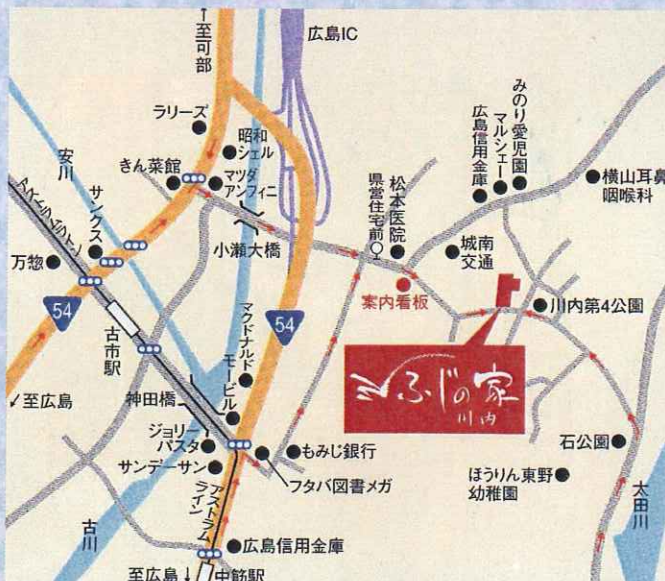 ↑至可部
広島IC
ラリーズ
昭和
シェル
きん菜館
マツダ
アンフィニ
安川
アストラムライン
サンクス
万惣
小瀬大橋
県営住宅前
松本医院
広島信用金庫
マルシェー
みのり愛児園
横山耳鼻
咽喉科
城南
交通
案内看板
川内第4公園
54
54
古市駅
マクドナルド
モービル
ふじの家
川内
↙至広島
神田橋
ジョリー
パスタ
サンデーサン
もみじ銀行
フタバ図書メガ
石公園
ほうりん東野
幼稚園
太田川
古川
アストラム
ライン
広島信用金庫
至広島↓
中筋駅